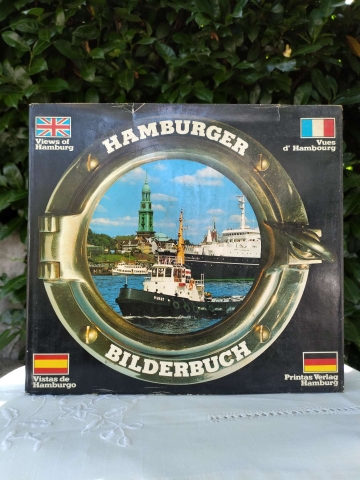 Views of
Hamburg
Vues
d' Hambourg
HAMBURGER
BILDERBUCH
Vistas de
Hamburgo
Printas Verlag
Hamburg